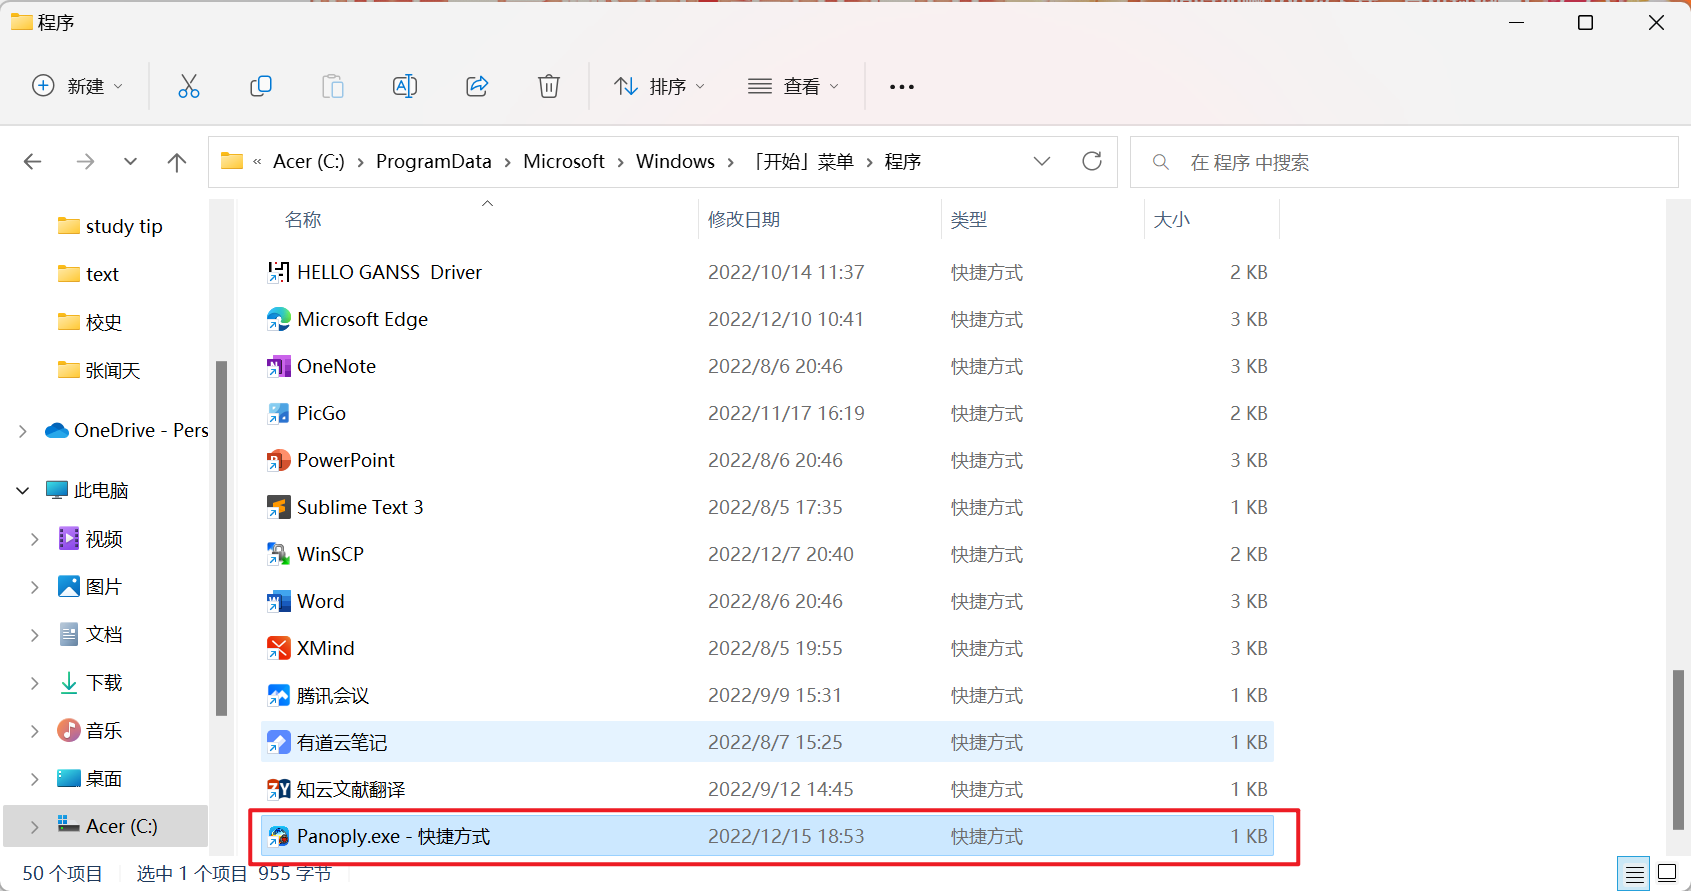 程序
新建
排序
查看
« Acer (C:) › ProgramData › Microsoft › Windows › 「开始」菜单 › 程序
在 程序 中搜索
study tip
text
校史
张闻天
OneDrive - Pers
此电脑
视频
图片
文档
下载
音乐
桌面
Acer (C:)
名称 修改日期 类型 大小
HELLO GANSS  Driver 2022/10/14 11:37 快捷方式 2 KB
Microsoft Edge 2022/12/10 10:41 快捷方式 3 KB
OneNote 2022/8/6 20:46 快捷方式 3 KB
PicGo 2022/11/17 16:19 快捷方式 2 KB
PowerPoint 2022/8/6 20:46 快捷方式 3 KB
Sublime Text 3 2022/8/5 17:35 快捷方式 1 KB
WinSCP 2022/12/7 20:40 快捷方式 2 KB
Word 2022/8/6 20:46 快捷方式 3 KB
XMind 2022/8/5 19:55 快捷方式 3 KB
腾讯会议 2022/9/9 15:31 快捷方式 1 KB
有道云笔记 2022/8/7 15:25 快捷方式 1 KB
知云文献翻译 2022/9/12 14:45 快捷方式 1 KB
Panoply.exe - 快捷方式 2022/12/15 18:53 快捷方式 1 KB
50 个项目 选中 1 个项目 955 字节